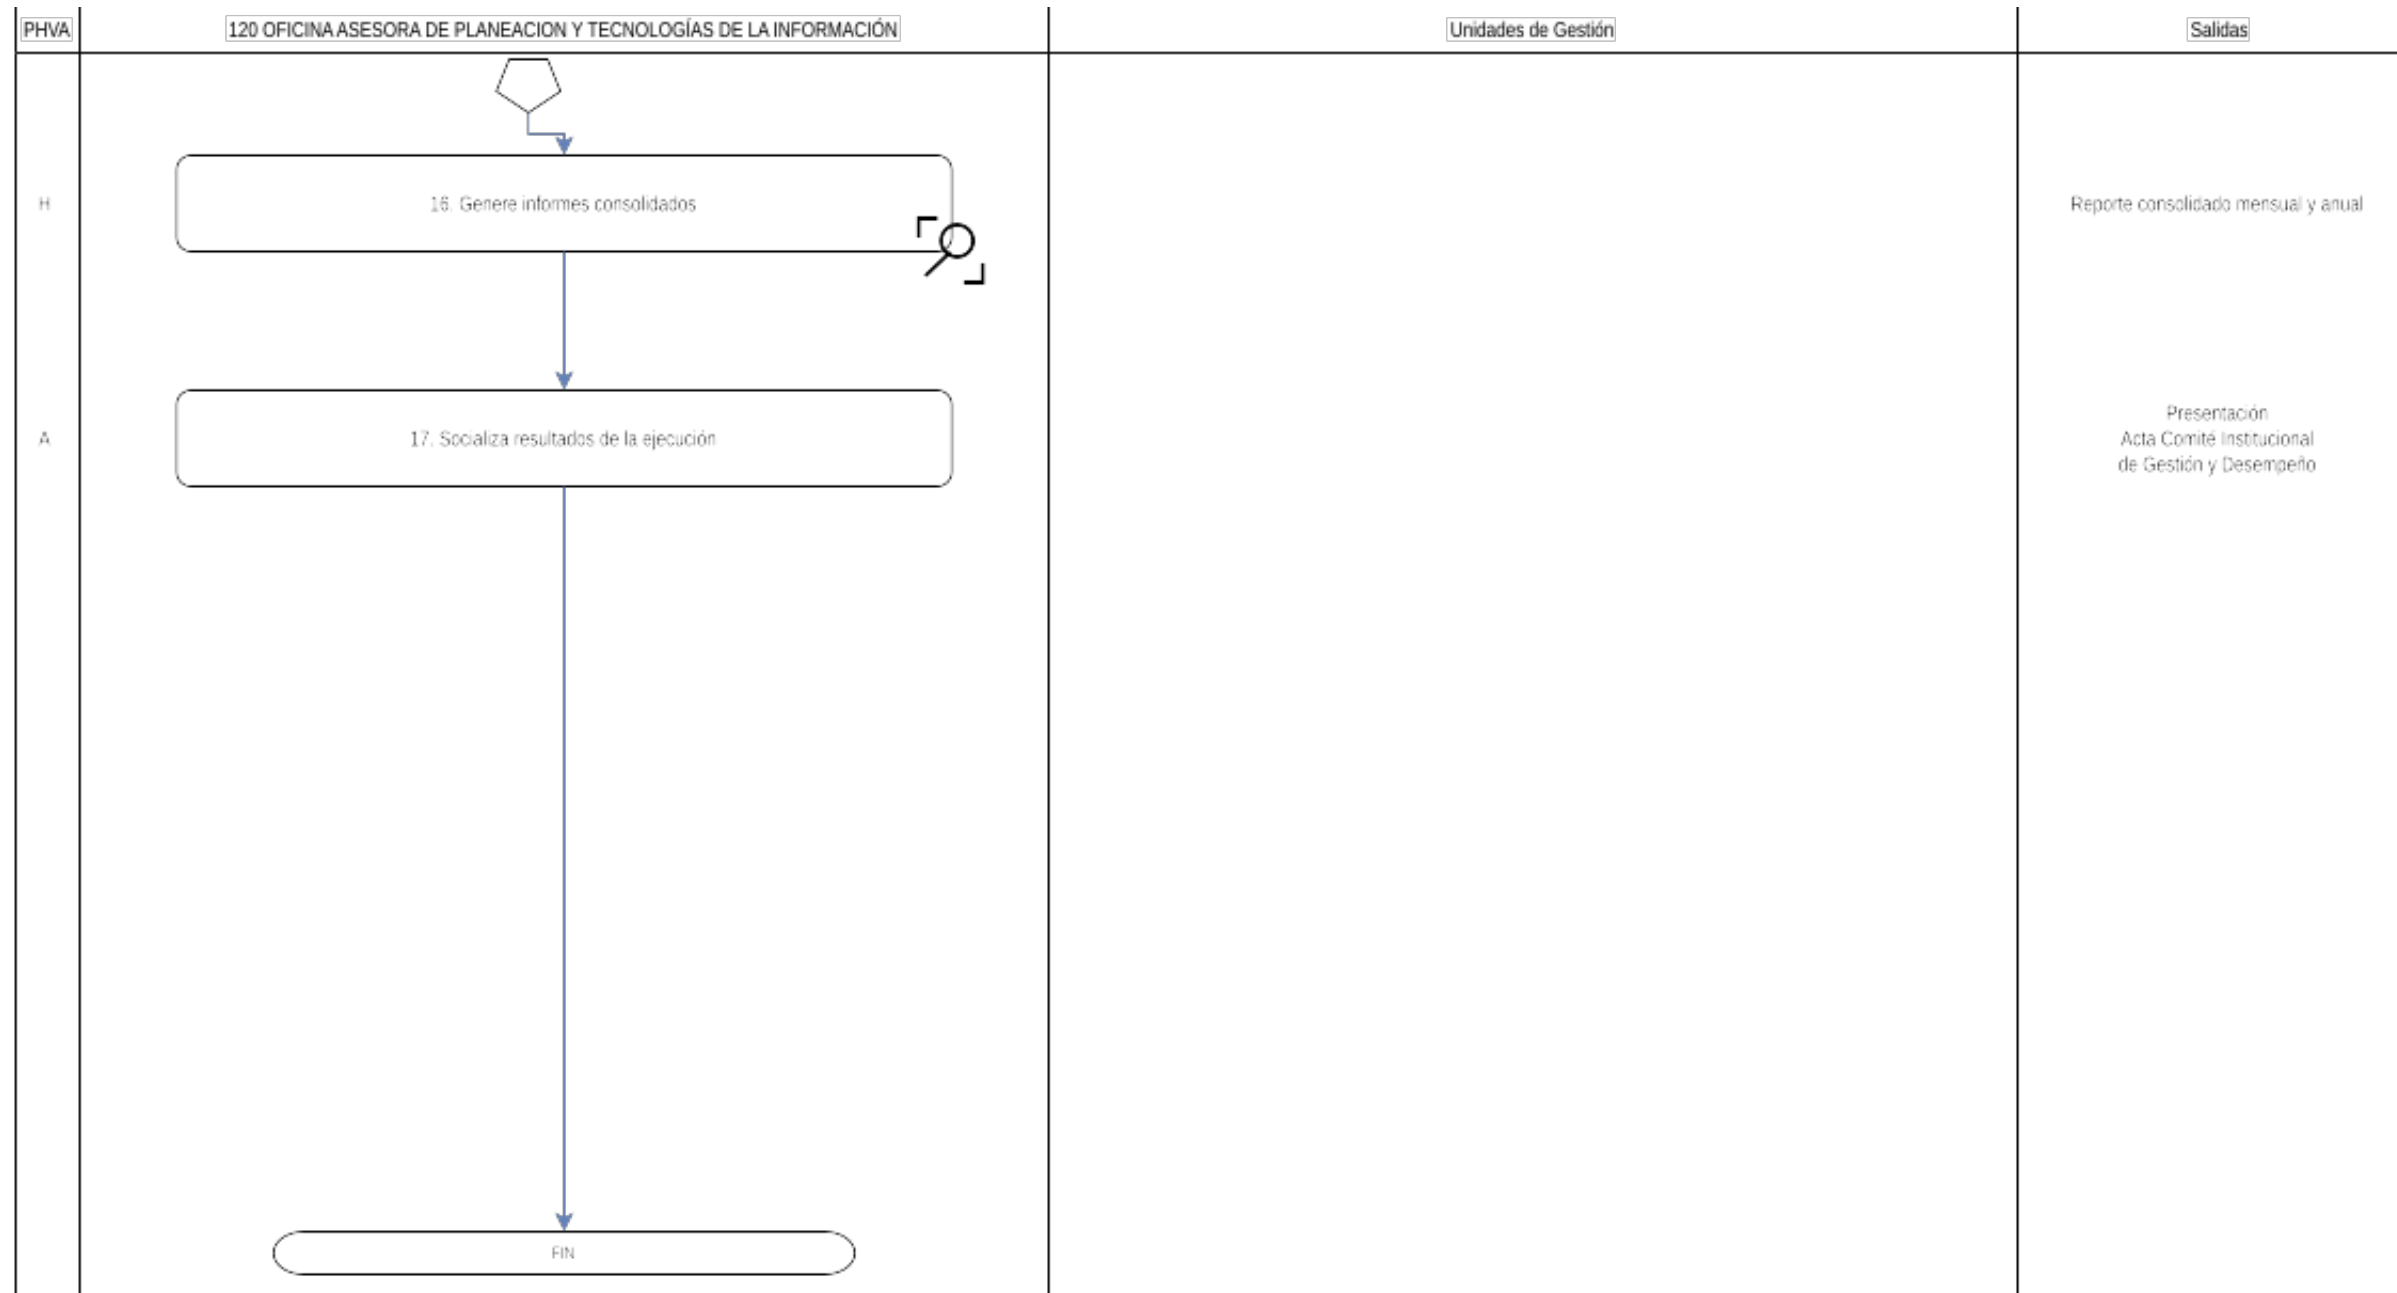 PHVA
120 OFICINA ASESORA DE PLANEACION Y TECNOLOGÍAS DE LA INFORMACIÓN
Unidades de Gestión
Salidas
H
16. Genere informes consolidados
Reporte consolidado mensual y anual
A
17. Socializa resultados de la ejecución
Presentación
Acta Comité Institucional
de Gestión y Desempeño
FIN